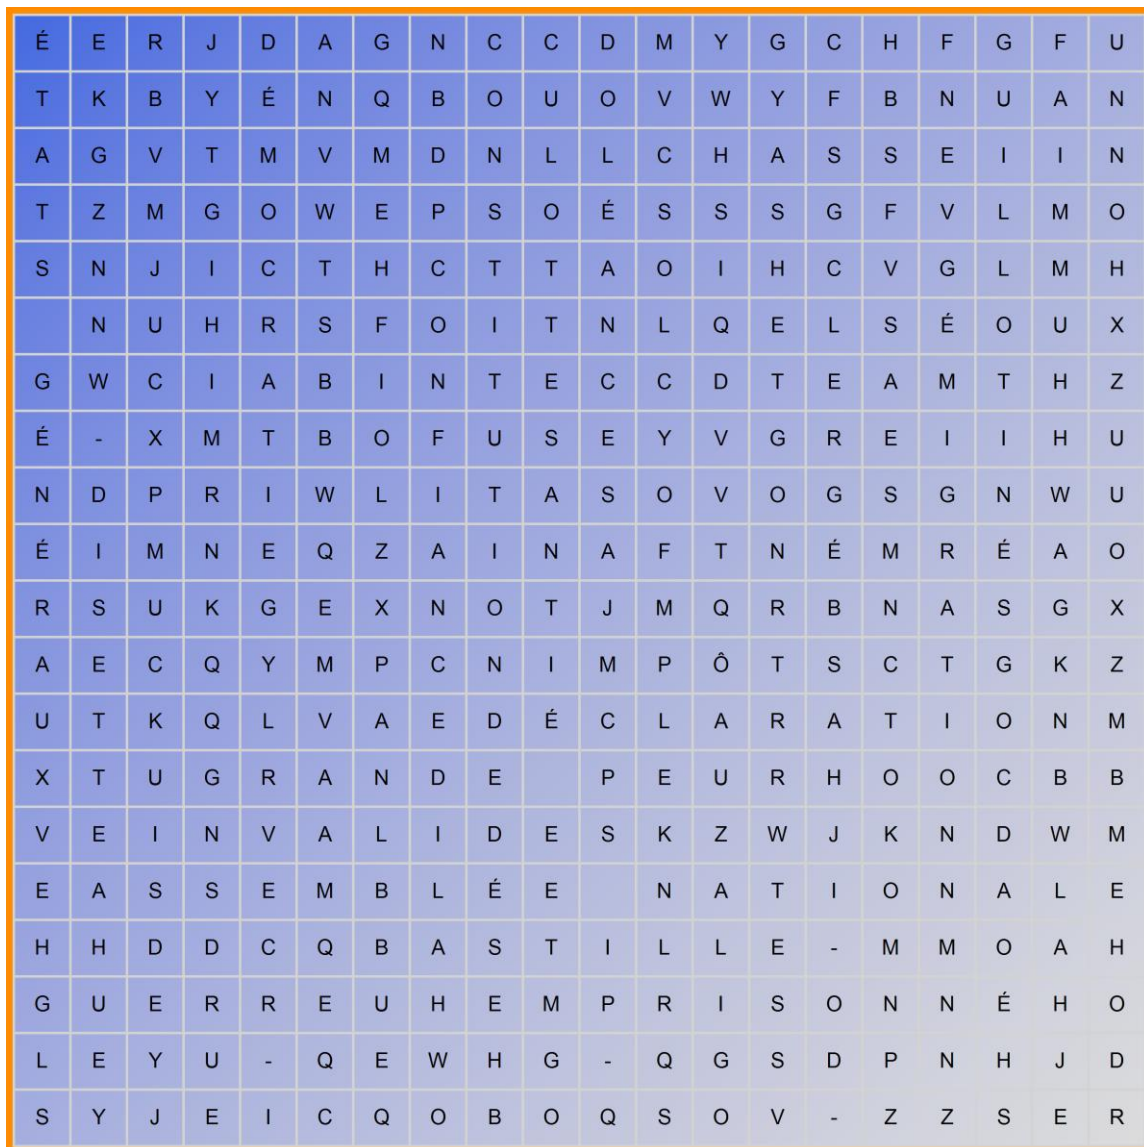 É E R J D A G N C C D M Y G C H F G F U
T K B Y É N Q B O U O V W Y F B N U A N
A G V T M V M D N L L C H A S S E I I N
T Z M G O W E P S O É S S S G F V L M O
S N J I C T H C T T A O I H C V G L M H
N U H R S F O I T N L Q E L S É O U X
G W C I A B I N T E C C D T E A M T H Z
É - X M T B O F U S E Y V G R E I I H U
N D P R I W L I T A S O V O G S G N W U
É I M N E Q Z A I N A F T N É M R É A O
R S U K G E X N O T J M Q R B N A S G X
A E C Q Y M P C N I M P Ô T S C T G K Z
U T K Q L V A E D É C L A R A T I O N M
X T U G R A N D E P E U R H O O C B B
V E I N V A L I D E S K Z W J K N D W M
E A S S E M B L É E N A T I O N A L E
H H D D C Q B A S T I L L E - M M O A H
G U E R R E U H E M P R I S O N N É H O
L E Y U - Q E W H G - Q G S D P N H J D
S Y J E I C Q O B O Q S O V - Z Z S E R